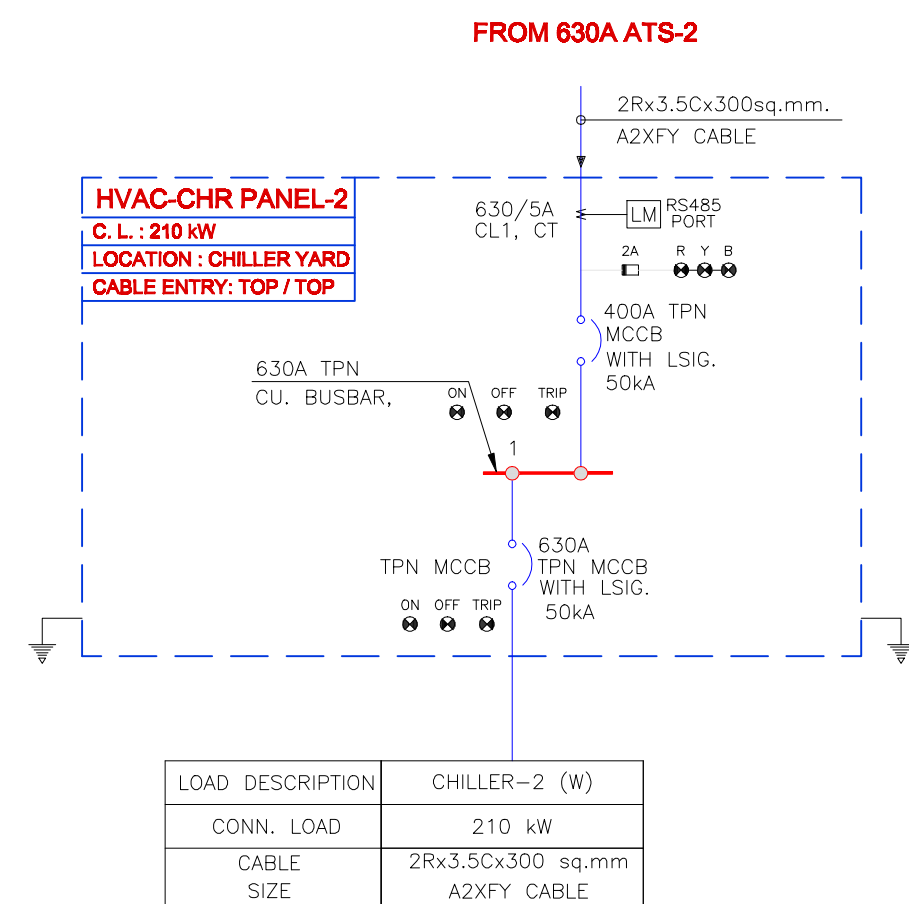 FROM 630A ATS-2
2Rx3.5Cx300sq.mm.
A2XFY CABLE
HVAC-CHR PANEL-2
C. L. : 210 kW
LOCATION : CHILLER YARD
CABLE ENTRY: TOP / TOP
630/5A
CL1, CT
LM
RS485
PORT
2A
R Y B
400A TPN
MCCB
WITH LSIG.
50kA
630A TPN
CU. BUSBAR,
ON OFF TRIP
1
TPN MCCB
630A
TPN MCCB
WITH LSIG.
50kA
ON OFF TRIP
LOAD DESCRIPTION CHILLER-2 (W)
CONN. LOAD 210 kW
CABLE 2Rx3.5Cx300 sq.mm
SIZE A2XFY CABLE